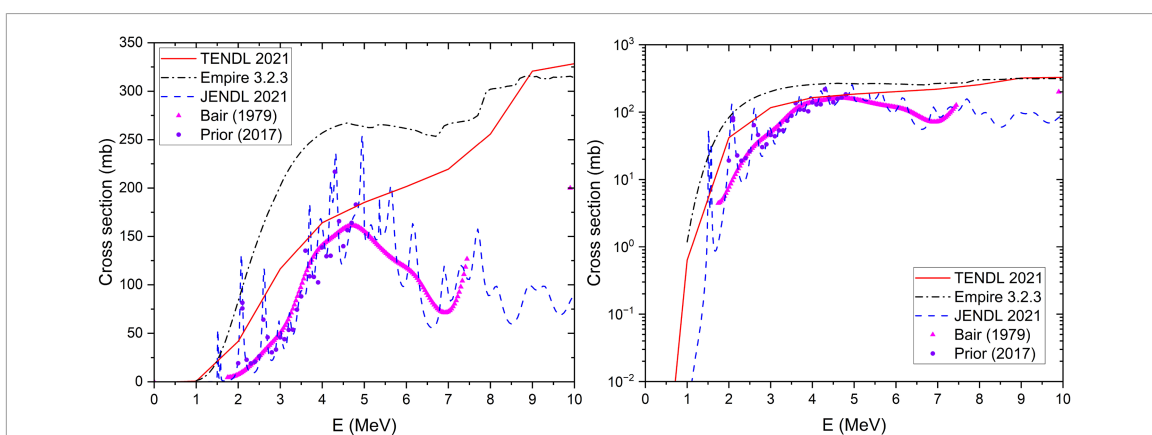 350
300
250
200
150
100
50
0
Cross section (mb)
TENDL 2021
Empire 3.2.3
JENDL 2021
Bair (1979)
Prior (2017)
0 1 2 3 4 5 6 7 8 9 10
E (MeV)
10³
10²
10¹
10⁰
10⁻¹
10⁻²
Cross section (mb)
TENDL 2021
Empire 3.2.3
JENDL 2021
Bair (1979)
Prior (2017)
0 1 2 3 4 5 6 7 8 9 10
E (MeV)